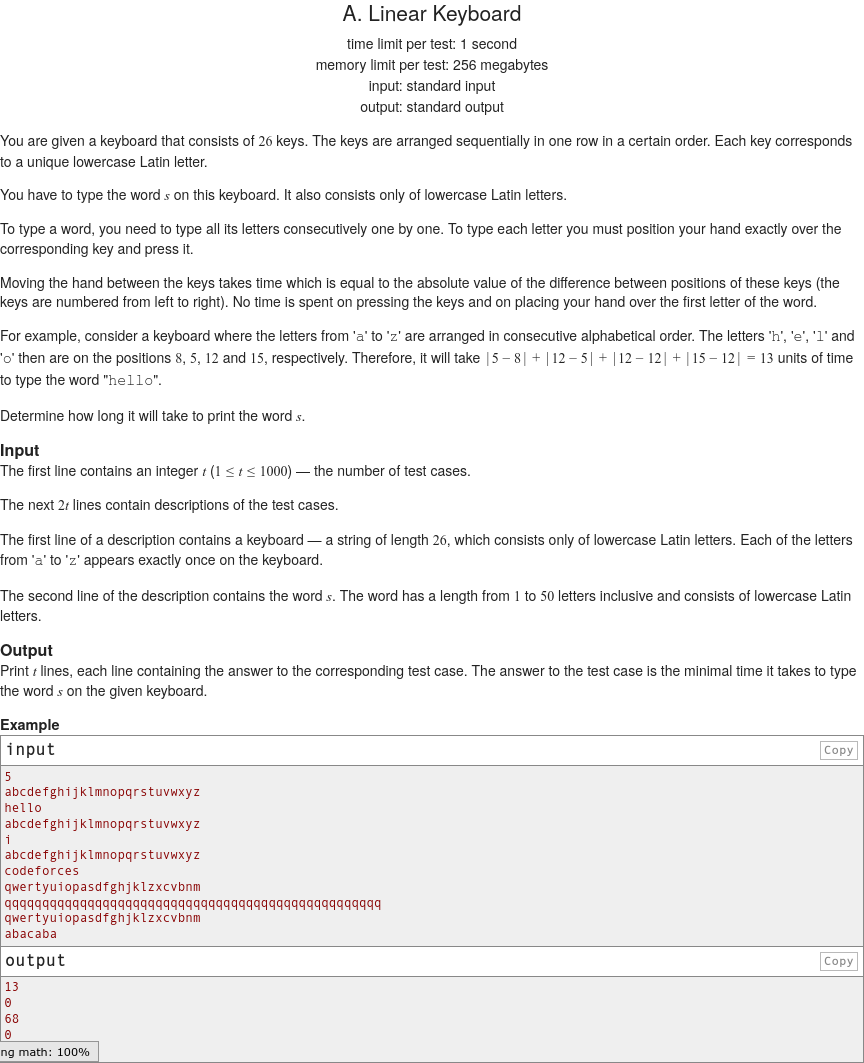 A. Linear Keyboard
time limit per test: 1 second
memory limit per test: 256 megabytes
input: standard input
output: standard output
You are given a keyboard that consists of 26 keys. The keys are arranged sequentially in one row in a certain order. Each key corresponds
to a unique lowercase Latin letter.
You have to type the word s on this keyboard. It also consists only of lowercase Latin letters.
To type a word, you need to type all its letters consecutively one by one. To type each letter you must position your hand exactly over the
corresponding key and press it.
Moving the hand between the keys takes time which is equal to the absolute value of the difference between positions of these keys (the
keys are numbered from left to right). No time is spent on pressing the keys and on placing your hand over the first letter of the word.
For example, consider a keyboard where the letters from 'a' to 'z' are arranged in consecutive alphabetical order. The letters 'h', 'e', 'l' and
'o' then are on the positions 8, 5, 12 and 15, respectively. Therefore, it will take |5 − 8| + |12 − 5| + |12 − 12| + |15 − 12| = 13 units of time
to type the word "hello".
Determine how long it will take to print the word s.
Input
The first line contains an integer t (1 ≤ t ≤ 1000) — the number of test cases.
The next 2t lines contain descriptions of the test cases.
The first line of a description contains a keyboard — a string of length 26, which consists only of lowercase Latin letters. Each of the letters
from 'a' to 'z' appears exactly once on the keyboard.
The second line of the description contains the word s. The word has a length from 1 to 50 letters inclusive and consists of lowercase Latin
letters.
Output
Print t lines, each line containing the answer to the corresponding test case. The answer to the test case is the minimal time it takes to type
the word s on the given keyboard.
Example
input Copy
5
abcdefghijklmnopqrstuvwxyz
hello
abcdefghijklmnopqrstuvwxyz
i
abcdefghijklmnopqrstuvwxyz
codeforces
qwertyuiopasdfghjklzxcvbnm
qqqqqqqqqqqqqqqqqqqqqqqqqqqqqqqqqqqqqqqqqqqqqqqqqq
qwertyuiopasdfghjklzxcvbnm
abacaba
output Copy
13
0
68
0
ng math: 100%